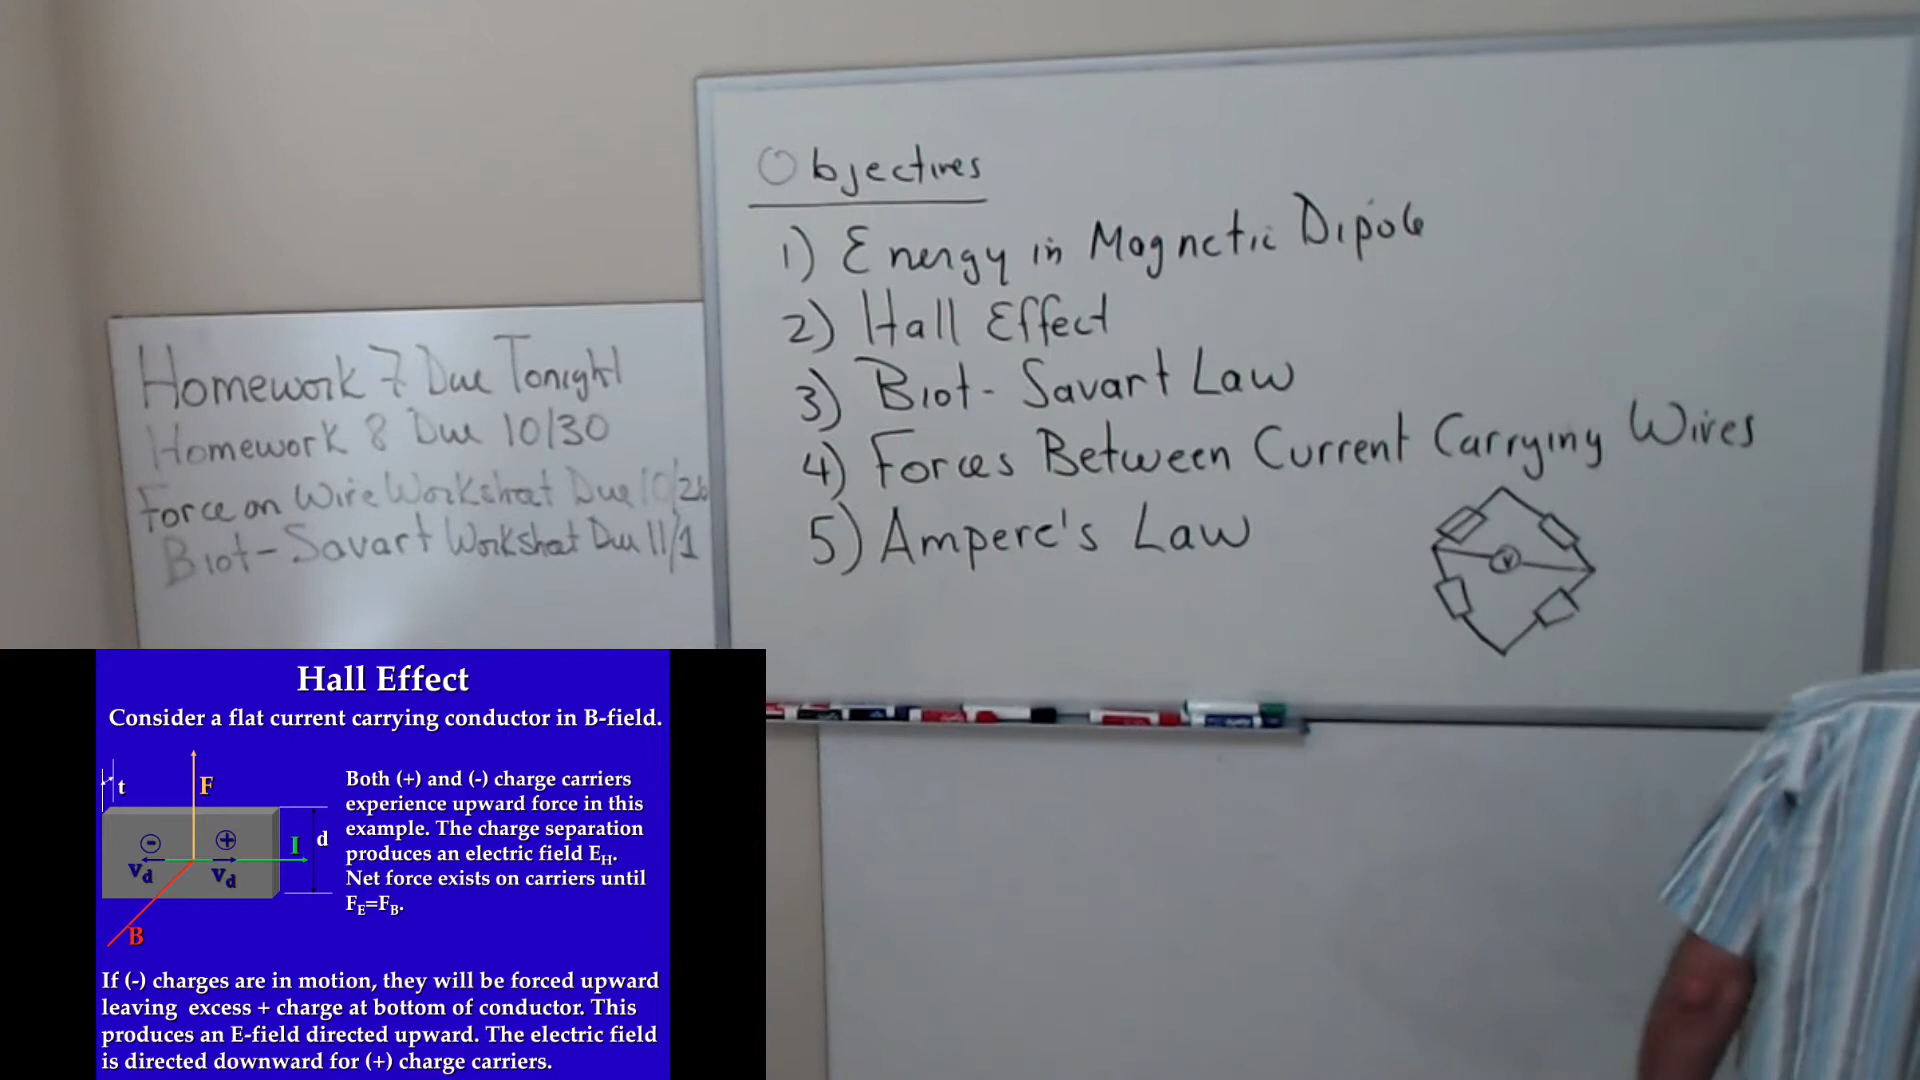 Objectives
1) Energy in Magnetic Dipole
2) Hall Effect
3) Biot-Savart Law
4) Forces Between Current Carrying Wires
5) Ampere's Law
V
Homework 7 Due Tonight
Homework 8 Due 10/30
Force on Wire Worksheet Due 10/26
Biot-Savart Worksheet Due 11/1
Hall Effect
Consider a flat current carrying conductor in B-field.
t
F
I
d
- +
vd vd
B
Both (+) and (-) charge carriers
experience upward force in this
example. The charge separation
produces an electric field EH.
Net force exists on carriers until
FE=FB.
If (-) charges are in motion, they will be forced upward
leaving excess + charge at bottom of conductor. This
produces an E-field directed upward. The electric field
is directed downward for (+) charge carriers.